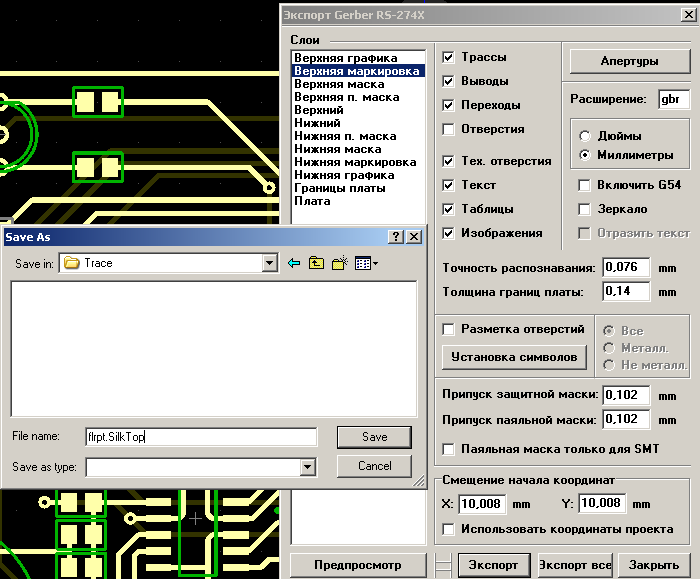 Экспорт Gerber RS-274X
Слои
Верхняя графика
Верхняя маркировка
Верхняя маска
Верхняя п. маска
Верхний
Нижний
Нижняя п. маска
Нижняя маска
Нижняя маркировка
Нижняя графика
Границы платы
Плата
Трассы
Выводы
Переходы
Отверстия
Тех. отверстия
Текст
Таблицы
Изображения
Апертуры
Расширение: gbr
Дюймы
Миллиметры
Включить G54
Зеркало
Отразить текст
Точность распознавания: 0,076 mm
Толщина границ платы: 0,14 mm
Разметка отверстий
Установка символов
Все
Металл.
Не металл.
Припуск защитной маски: 0,102 mm
Припуск паяльной маски: 0,102 mm
Паяльная маска только для SMT
Смещение начала координат
X: 10,008 mm Y: 10,008 mm
Использовать координаты проекта
Предпросмотр
Экспорт
Экспорт все
Закрыть
Save As
Save in: Trace
File name: flrpt.SilkTop
Save
Save as type:
Cancel